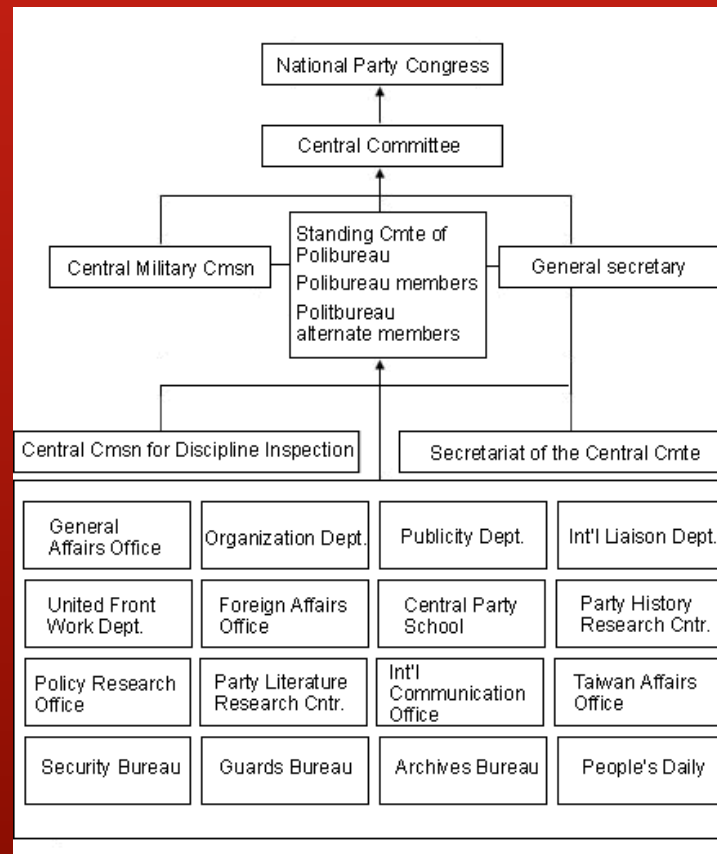 National Party Congress
Central Committee
Central Military Cmsn
Standing Cmte of
Polibureau
Polibureau members
Politbureau
alternate members
General secretary
Central Cmsn for Discipline Inspection
Secretariat of the Central Cmte
General
Affairs Office
Organization Dept.
Publicity Dept.
Int'l Liaison Dept.
United Front
Work Dept.
Foreign Affairs
Office
Central Party
School
Party History
Research Cntr.
Policy Research
Office
Party Literature
Research Cntr.
Int'l
Communication
Office
Taiwan Affairs
Office
Security Bureau
Guards Bureau
Archives Bureau
People's Daily